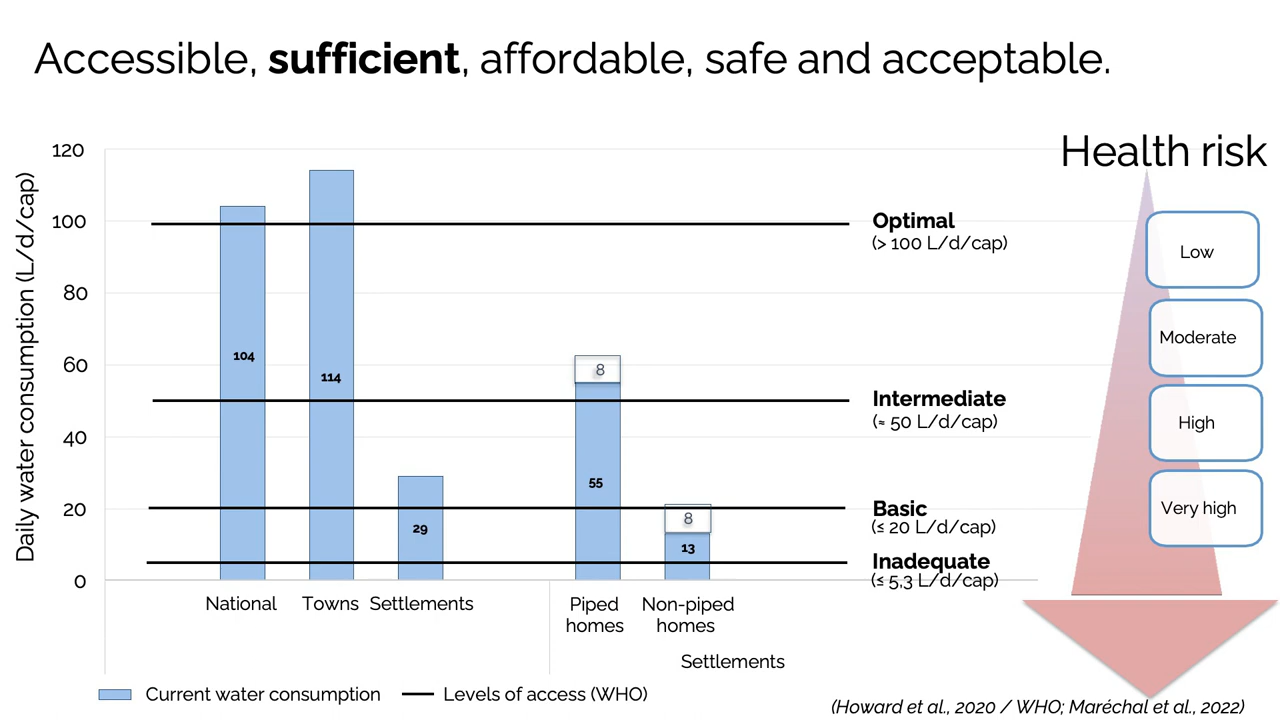 Accessible, sufficient, affordable, safe and acceptable.
Health risk
Daily water consumption (L/d/cap)
120
100
80
60
40
20
0
104
114
29
8
55
8
13
Optimal
(> 100 L/d/cap)
Intermediate
(≈ 50 L/d/cap)
Basic
(≤ 20 L/d/cap)
Inadequate
(≤ 5,3 L/d/cap)
Low
Moderate
High
Very high
National
Towns
Settlements
Piped
homes
Non-piped
homes
Settlements
Current water consumption
Levels of access (WHO)
(Howard et al., 2020 / WHO; Maréchal et al., 2022)